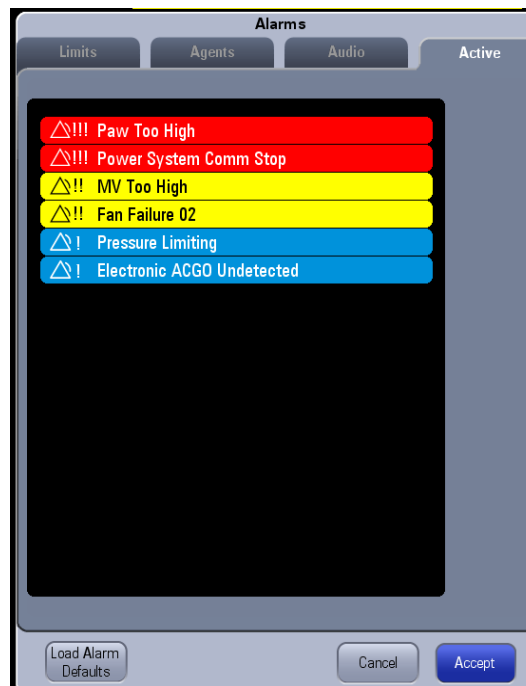 Alarms
Limits Agents Audio Active
!!! Paw Too High
!!! Power System Comm Stop
!! MV Too High
!! Fan Failure 02
! Pressure Limiting
! Electronic ACGO Undetected
Load Alarm
Defaults
Cancel Accept